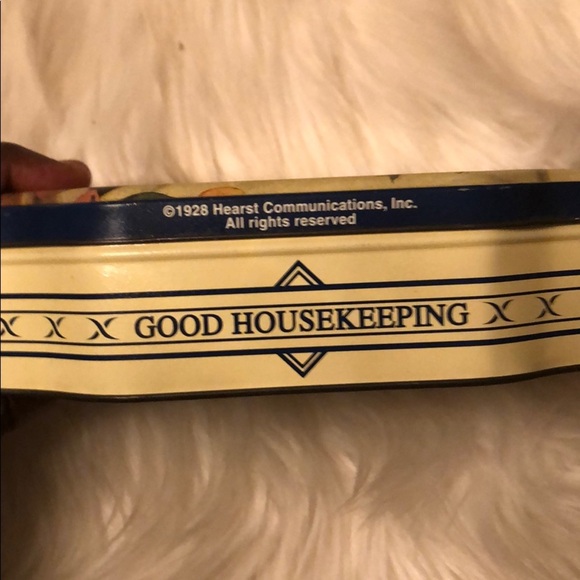 ©1928 Hearst Communications, Inc.
All rights reserved
GOOD HOUSEKEEPING